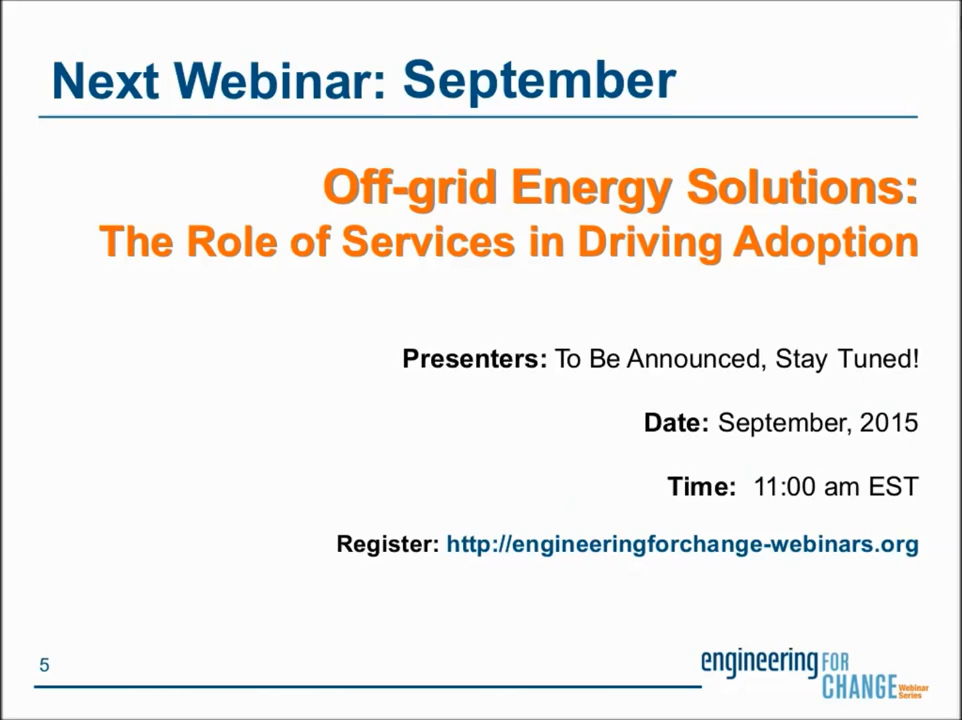 Next Webinar: September
Off-grid Energy Solutions:
The Role of Services in Driving Adoption
Presenters: To Be Announced, Stay Tuned!
Date: September, 2015
Time: 11:00 am EST
Register: http://engineeringforchange-webinars.org
5
engineering FOR
CHANGE Webinar
Series